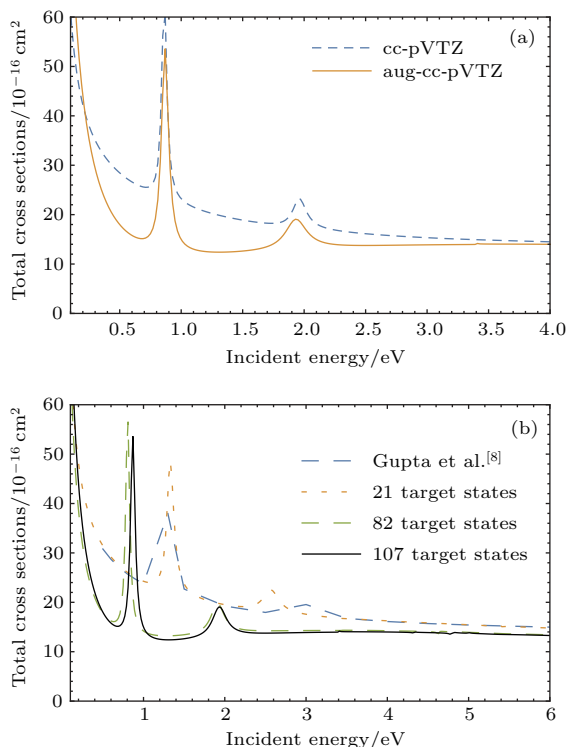 60
50
40
30
20
10
0
Total cross sections/10⁻¹⁶ cm²
(a)
cc-pVTZ
aug-cc-pVTZ
0.5 1.0 1.5 2.0 2.5 3.0 3.5 4.0
Incident energy/eV
60
50
40
30
20
10
0
Total cross sections/10⁻¹⁶ cm²
(b)
Gupta et al.[8]
21 target states
82 target states
107 target states
1 2 3 4 5 6
Incident energy/eV